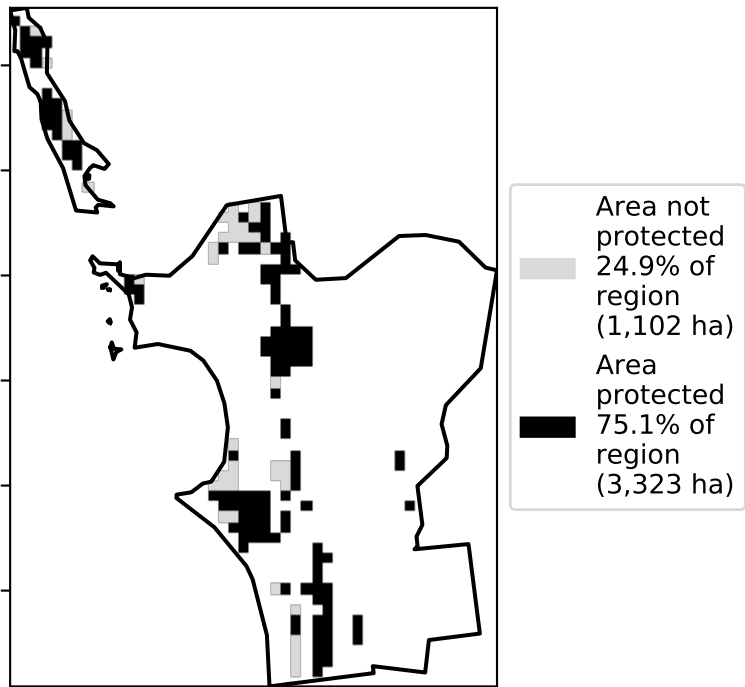 Area not
protected
24.9% of
region
(1,102 ha)
Area
protected
75.1% of
region
(3,323 ha)